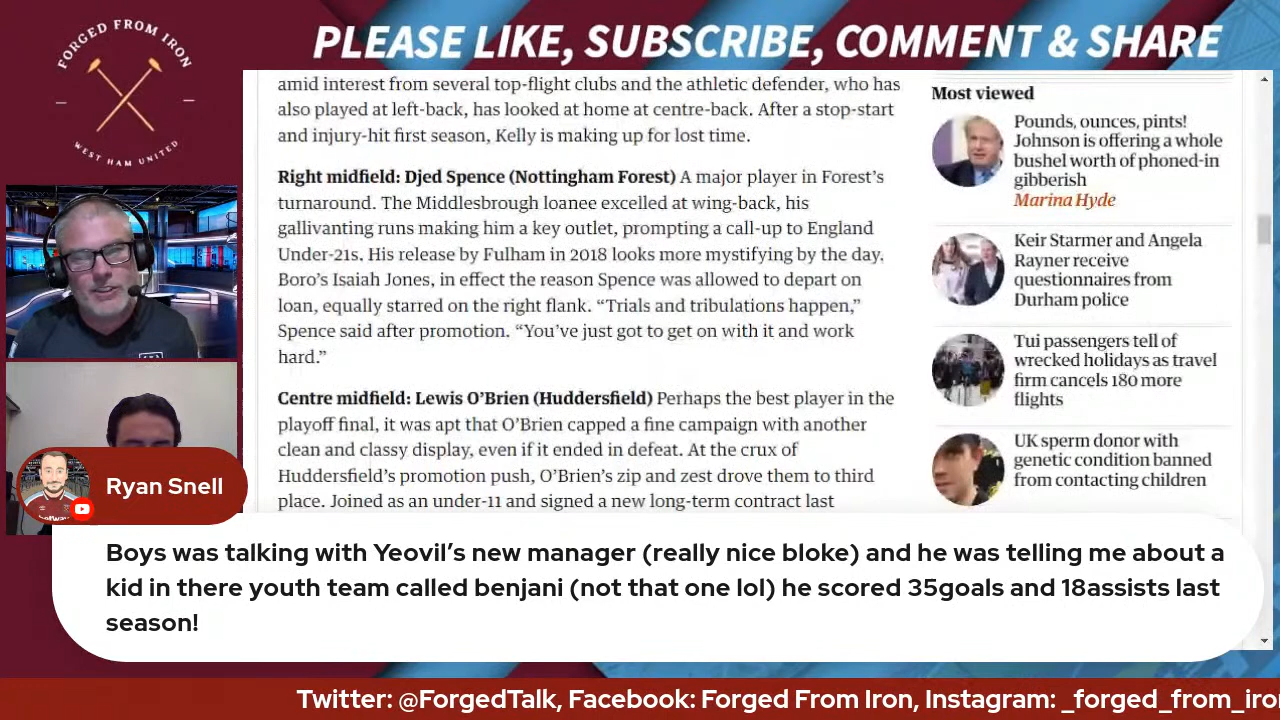 FORGED FROM IRON
WEST HAM UNITED
PLEASE LIKE, SUBSCRIBE, COMMENT & SHARE
amid interest from several top-flight clubs and the athletic defender, who has
also played at left-back, has looked at home at centre-back. After a stop-start
and injury-hit first season, Kelly is making up for lost time.
Right midfield: Djed Spence (Nottingham Forest) A major player in Forest’s
turnaround. The Middlesbrough loanee excelled at wing-back, his
gallivanting runs making him a key outlet, prompting a call-up to England
Under-21s. His release by Fulham in 2018 looks more mystifying by the day.
Boro’s Isaiah Jones, in effect the reason Spence was allowed to depart on
loan, equally starred on the right flank. “Trials and tribulations happen,”
Spence said after promotion. “You’ve just got to get on with it and work
hard.”
Centre midfield: Lewis O’Brien (Huddersfield) Perhaps the best player in the
playoff final, it was apt that O’Brien capped a fine campaign with another
clean and classy display, even if it ended in defeat. At the crux of
Huddersfield’s promotion push, O’Brien’s zip and zest drove them to third
place. Joined as an under-11 and signed a new long-term contract last
Most viewed
Pounds, ounces, pints!
Johnson is offering a whole
bushel worth of phoned-in
gibberish
Marina Hyde
Keir Starmer and Angela
Rayner receive
questionnaires from
Durham police
Tui passengers tell of
wrecked holidays as travel
firm cancels 180 more
flights
UK sperm donor with
genetic condition banned
from contacting children
Ryan Snell
Boys was talking with Yeovil’s new manager (really nice bloke) and he was telling me about a
kid in there youth team called benjani (not that one lol) he scored 35goals and 18assists last
season!
Twitter: @ForgedTalk, Facebook: Forged From Iron, Instagram: _forged_from_iro